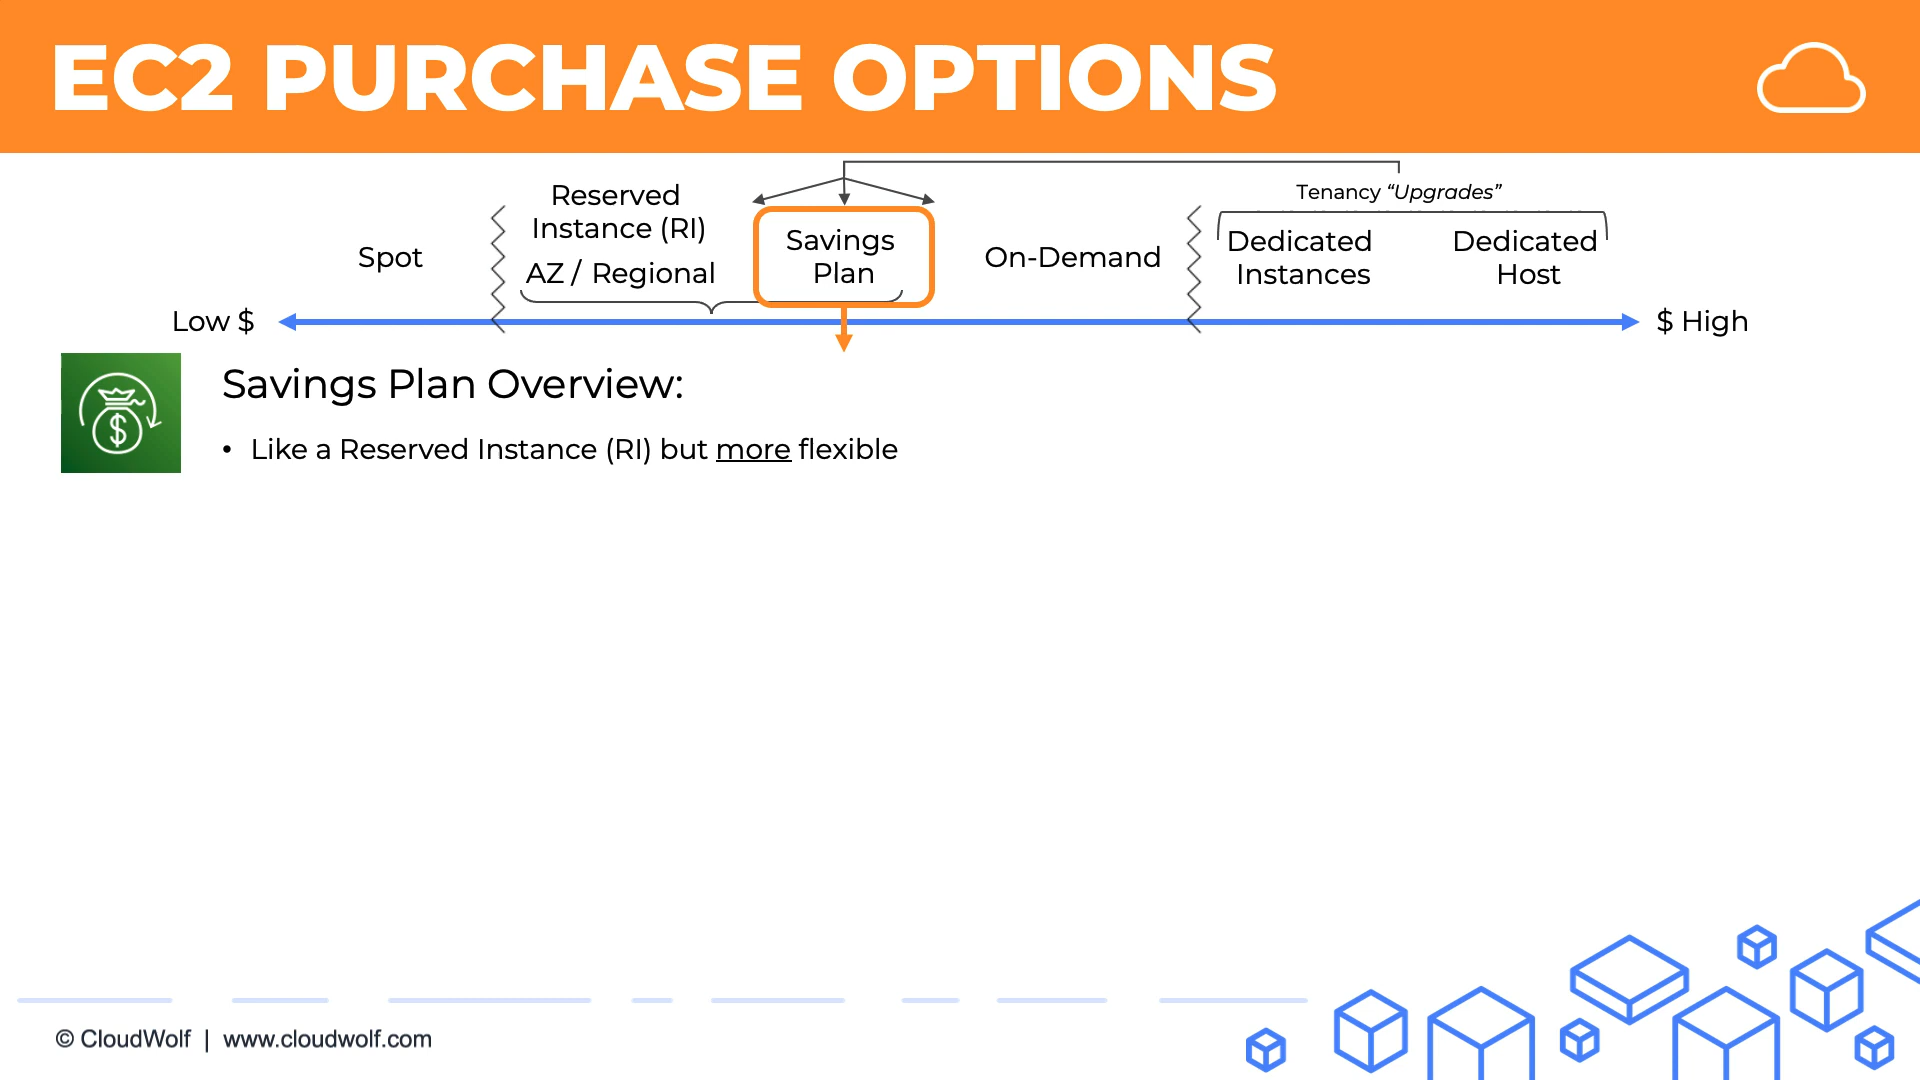 EC2 PURCHASE OPTIONS
Tenancy “Upgrades”
Reserved
Instance (RI)
AZ / Regional
Spot
Savings
Plan
On-Demand
Dedicated
Instances
Dedicated
Host
Low $
$ High
Savings Plan Overview:
• Like a Reserved Instance (RI) but more flexible
© CloudWolf | www.cloudwolf.com